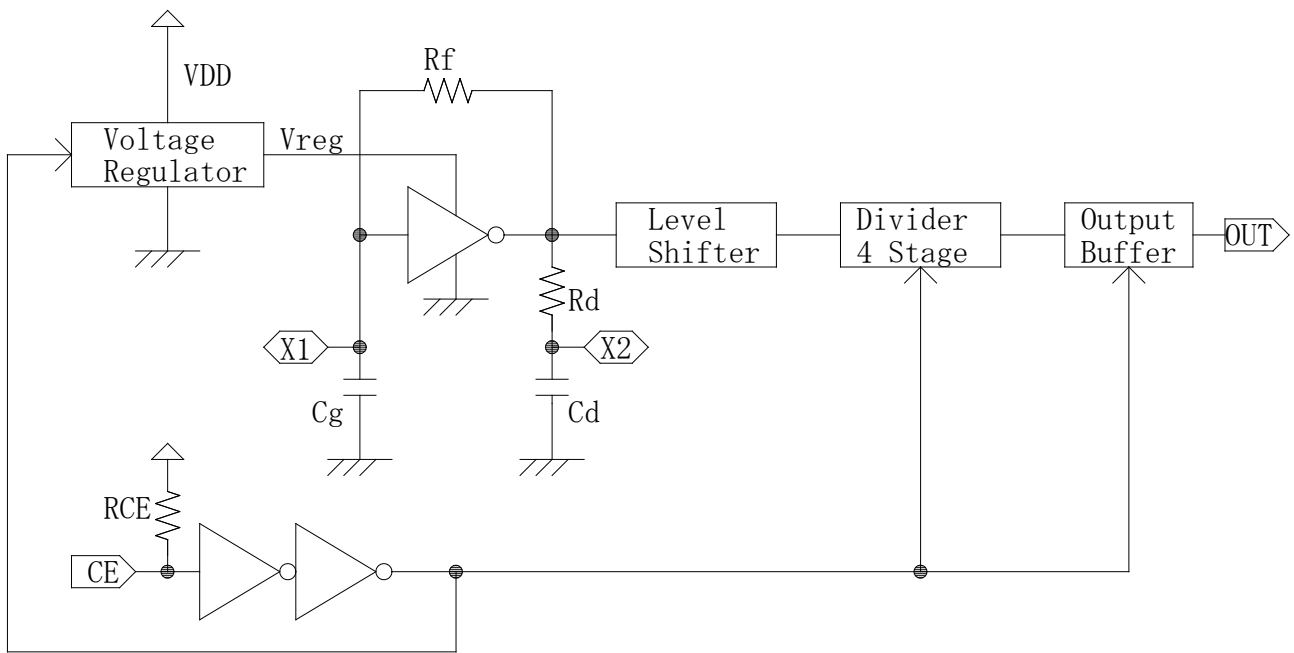 Rf
VDD
Voltage
Regulator
Vreg
Level
Shifter
Divider
4 Stage
Output
Buffer
OUT
Rd
X1
X2
Cg
Cd
RCE
CE